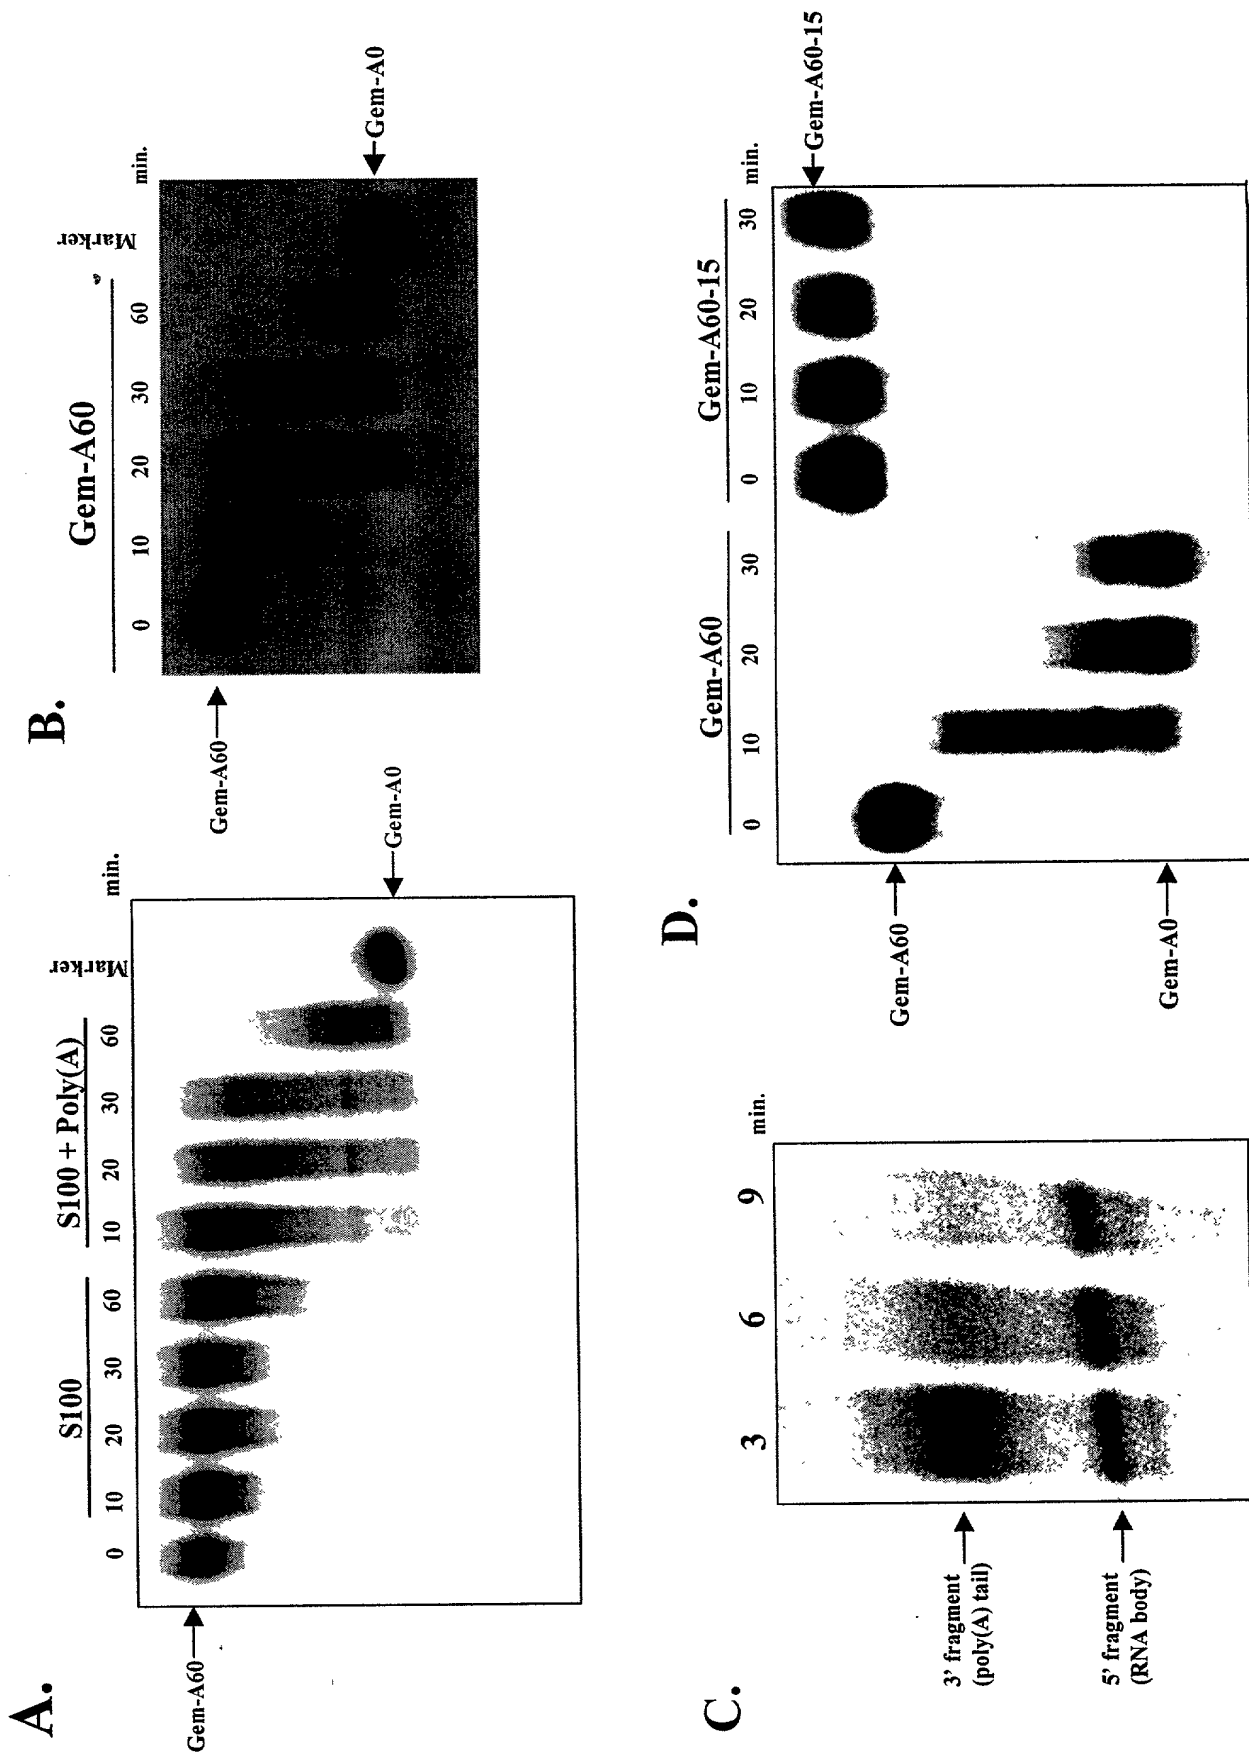 A.
S100
S100 + Poly(A)
0
10
20
30
60
10
20
30
60
Marker
min.
Gem-A60
Gem-A0
B.
Gem-A60
0
10
20
30
60
Marker
min.
Gem-A60
Gem-A0
C.
3
6
9
min.
3' fragment
(poly(A) tail)
5' fragment
(RNA body)
D.
Gem-A60
Gem-A60-15
0
10
20
30
0
10
20
30
min.
Gem-A60
Gem-A0
Gem-A60-15